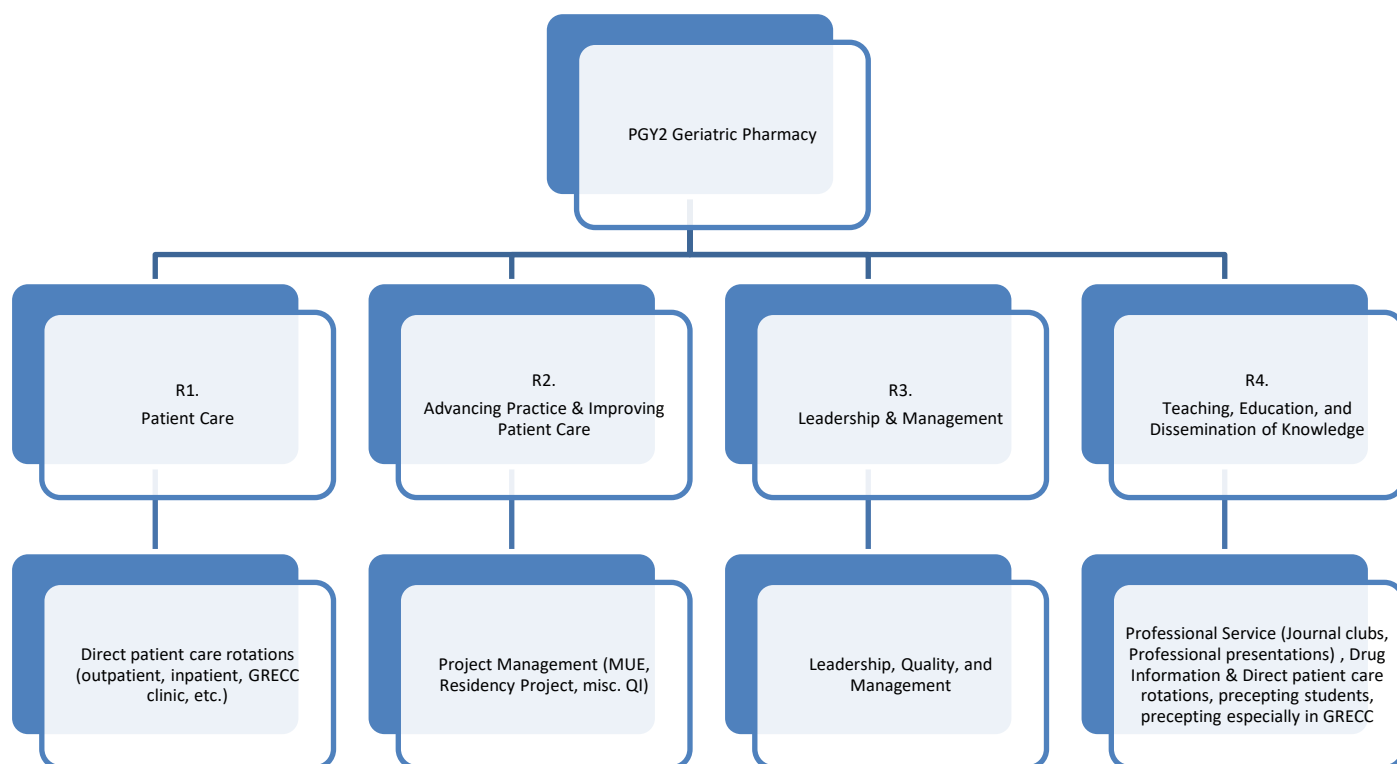 PGY2 Geriatric Pharmacy
R1.
Patient Care
R2.
Advancing Practice & Improving
Patient Care
R3.
Leadership & Management
R4.
Teaching, Education, and
Dissemination of Knowledge
Direct patient care rotations
(outpatient, inpatient, GRECC
clinic, etc.)
Project Management (MUE,
Residency Project, misc. QI)
Leadership, Quality, and
Management
Professional Service (Journal clubs,
Professional presentations) , Drug
Information & Direct patient care
rotations, precepting students,
precepting especially in GRECC